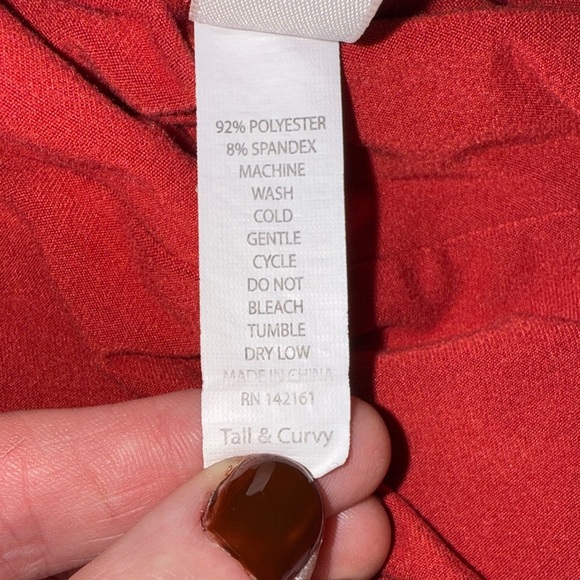 92% POLYESTER
8% SPANDEX
MACHINE
WASH
COLD
GENTLE
CYCLE
DO NOT
BLEACH
TUMBLE
DRY LOW
MADE IN CHINA
RN 142161
Tall & Curvy